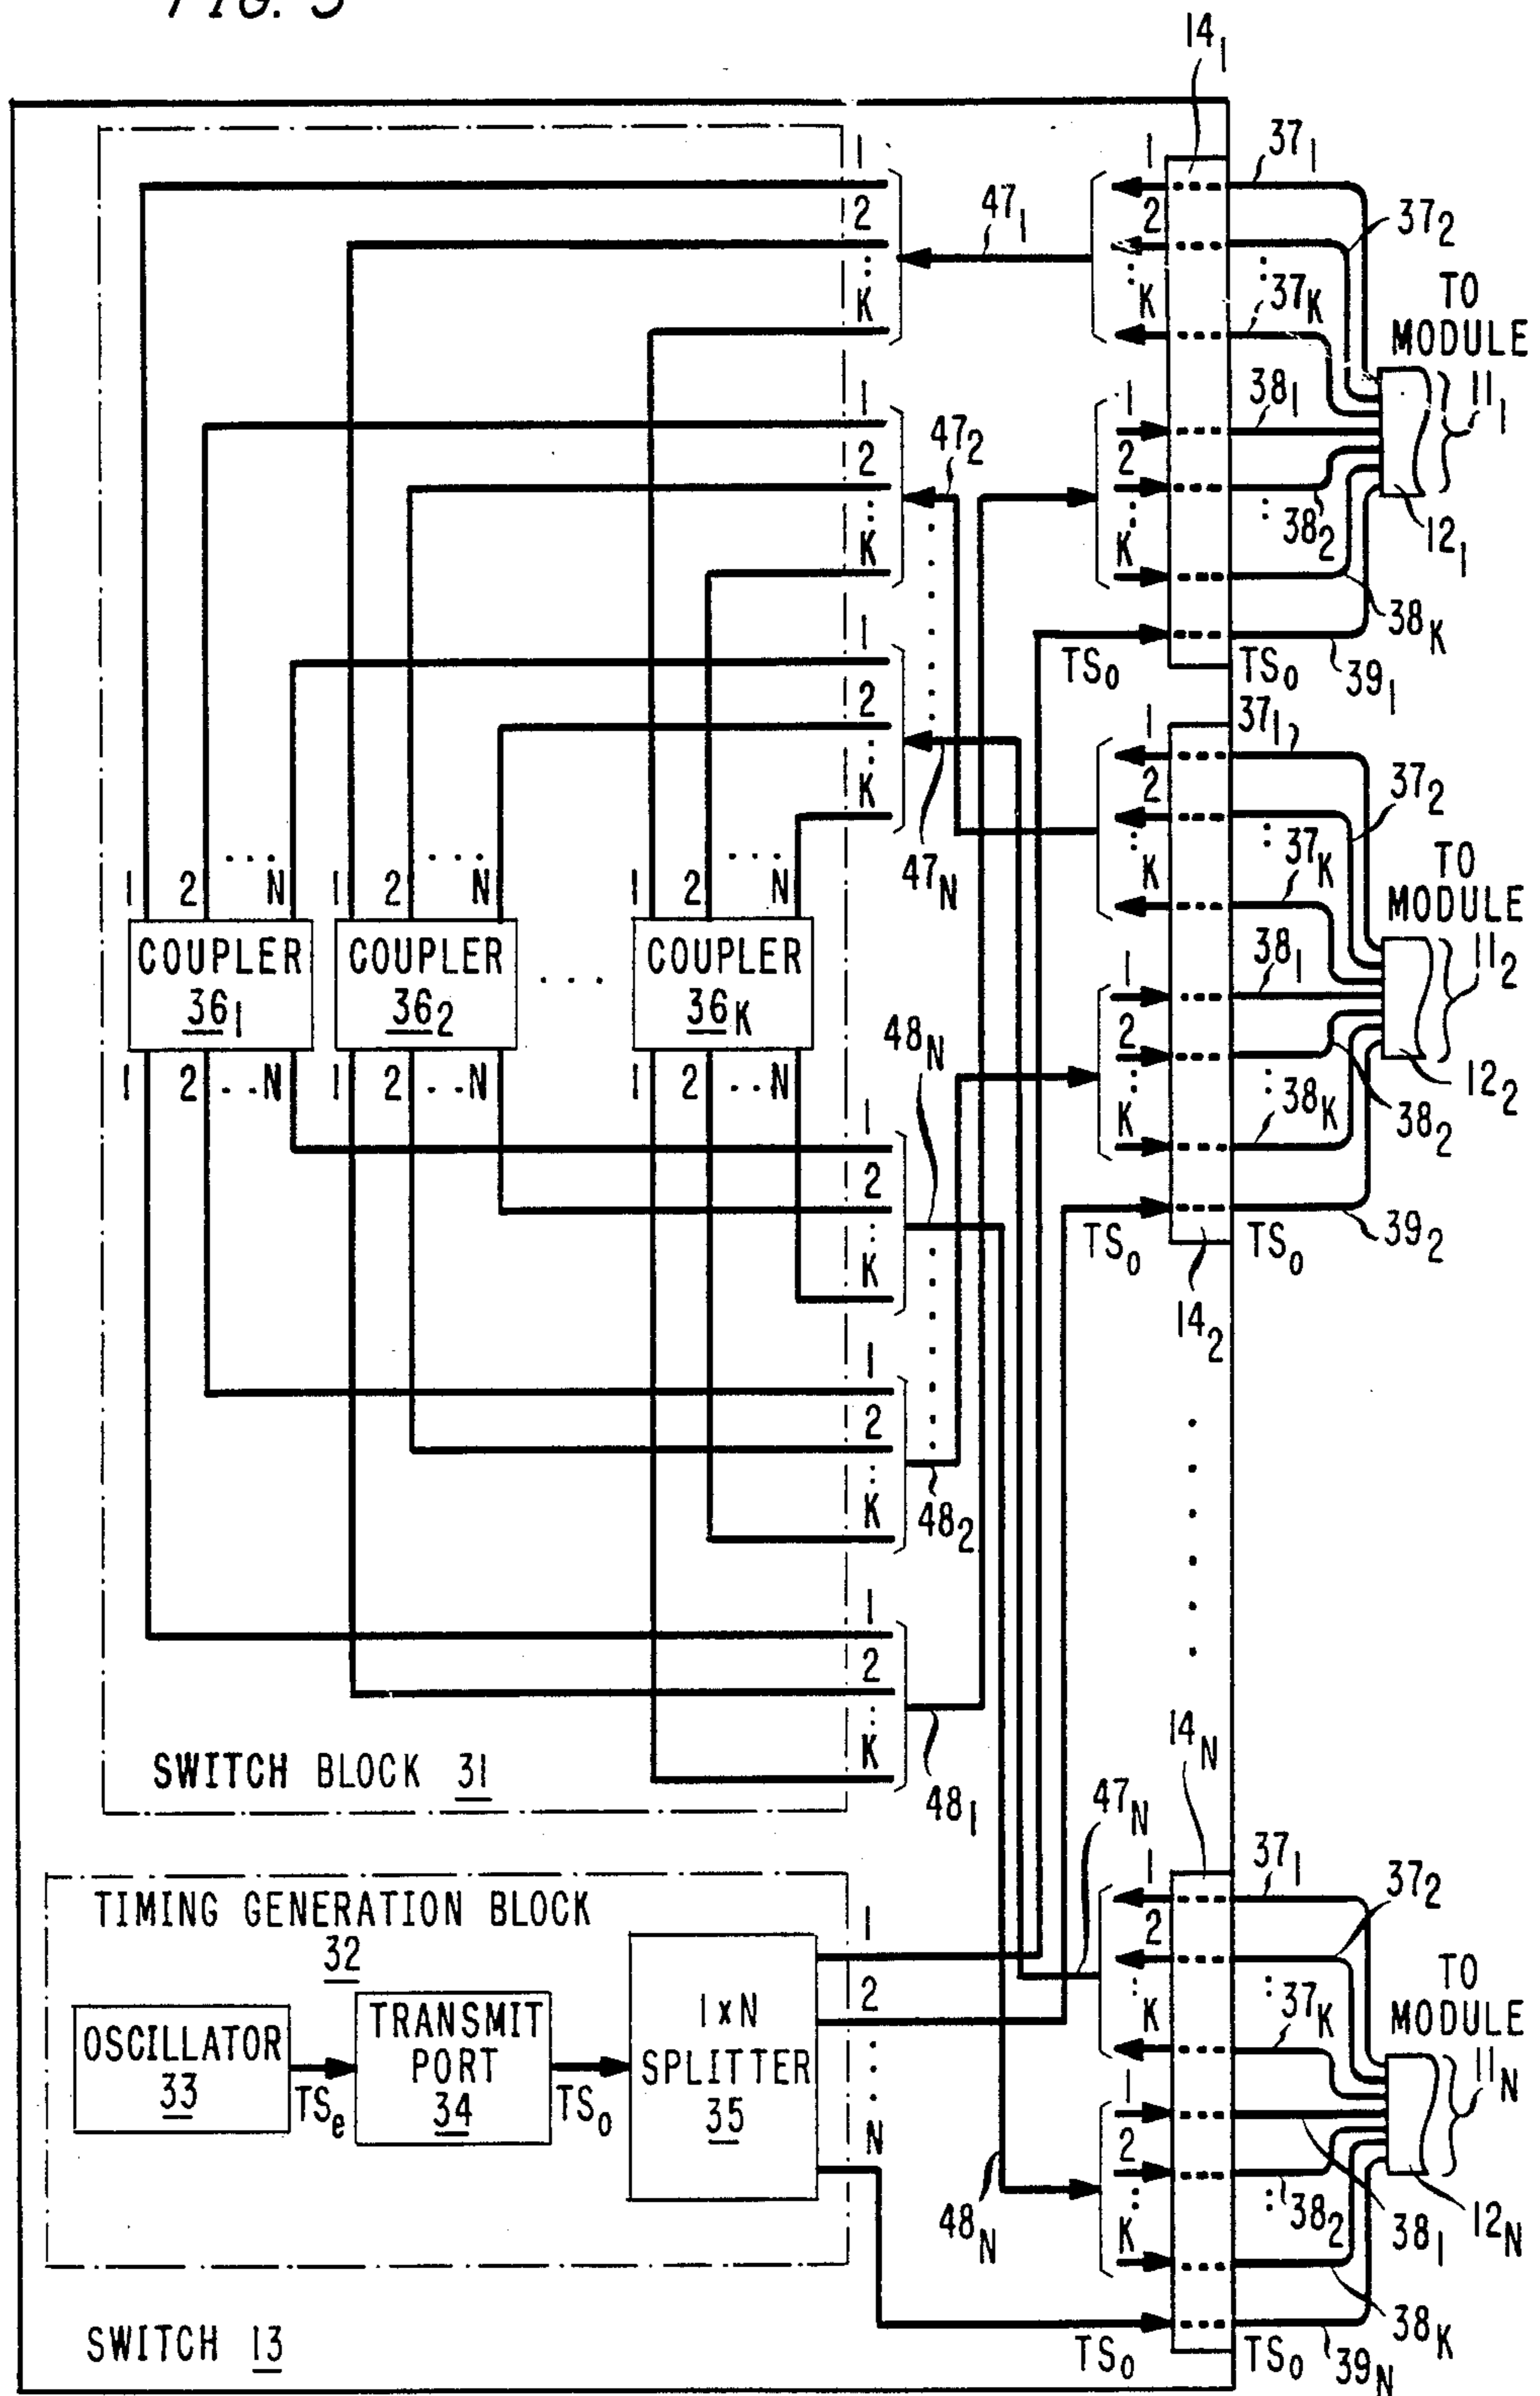 FIG. 3
14₁
1 2 ⋮ K
47₁
1 2 ⋮ K
37₁
37₂
37K
TO MODULE 11₁
38₁
38₂
38K
12₁
1 2 ⋮ K
47₂
1 2 ⋮ K
TS₀ TS₀
39₁
1 2 ⋮ K
47N
1 2 ⋮ K
37₁
37₂
37K
TO MODULE 11₂
38₁
38₂
38K
12₂
1 2 ... N
1 2 ... N
1 2 ... N
COUPLER 36₁
COUPLER 36₂
...
COUPLER 36K
1 2 ..N
1 2 ..N
1 2 ..N
48N
1 2 ⋮ K
1 2 ⋮ K
TS₀ TS₀
39₂
14₂
1 2 ⋮ K
48₂
1 2 ⋮ K
48₁
SWITCH BLOCK 31
14N
47N
1 2 ⋮ K
37₁
37₂
37K
TO MODULE 11N
TIMING GENERATION BLOCK
32
OSCILLATOR
33
TSe
TRANSMIT PORT
34
TS₀
1xN SPLITTER
35
1 2 ⋮ N
48N
1 2 ⋮ K
38₂
38₁
12N
38K
TS₀ TS₀
39N
SWITCH 13